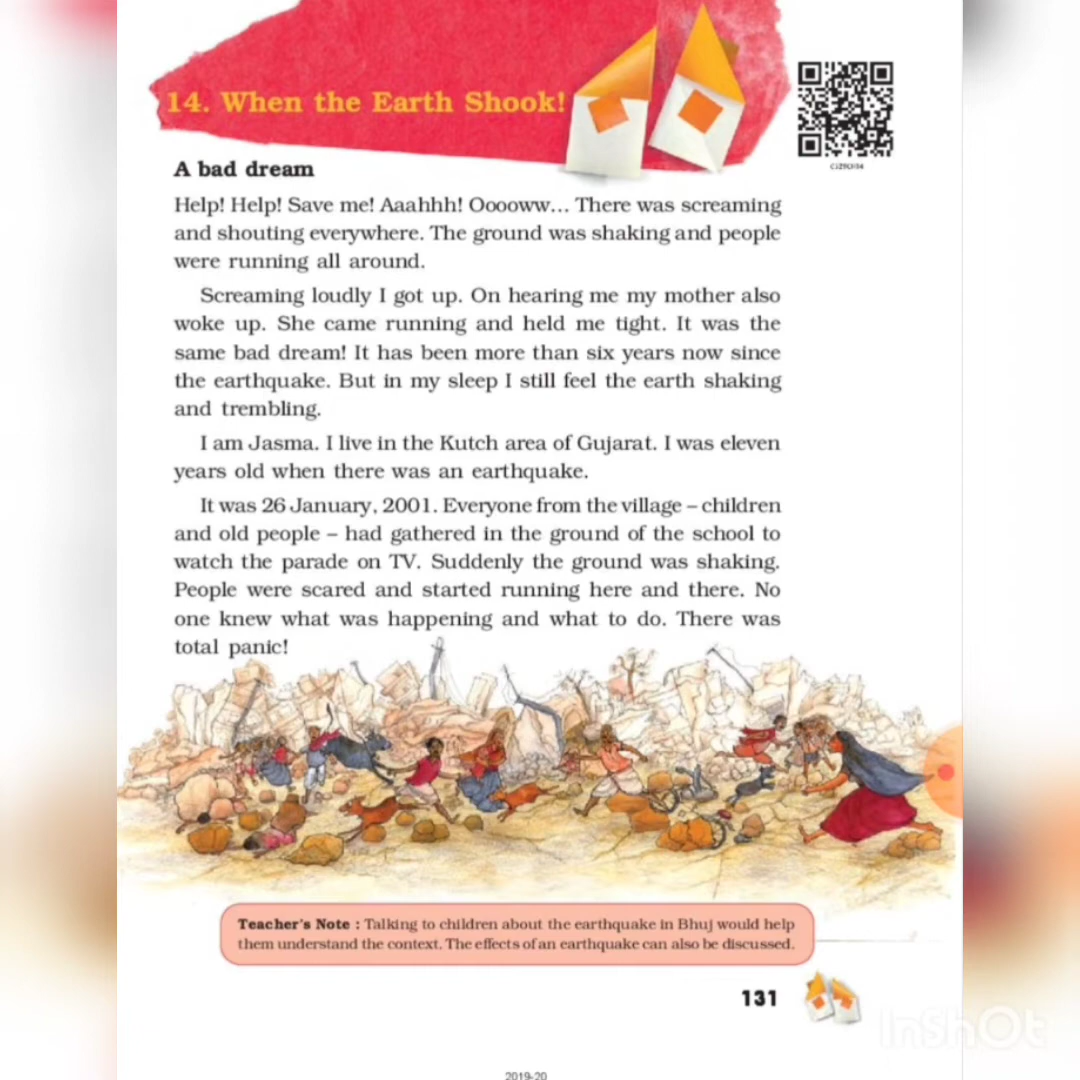 14. When the Earth Shook!
A bad dream
Help! Help! Save me! Aaahhh! Ooooww... There was screaming
and shouting everywhere. The ground was shaking and people
were running all around.
Screaming loudly I got up. On hearing me my mother also
woke up. She came running and held me tight. It was the
same bad dream! It has been more than six years now since
the earthquake. But in my sleep I still feel the earth shaking
and trembling.
I am Jasma. I live in the Kutch area of Gujarat. I was eleven
years old when there was an earthquake.
It was 26 January, 2001. Everyone from the village – children
and old people – had gathered in the ground of the school to
watch the parade on TV. Suddenly the ground was shaking.
People were scared and started running here and there. No
one knew what was happening and what to do. There was
total panic!
Teacher's Note : Talking to children about the earthquake in Bhuj would help
them understand the context. The effects of an earthquake can also be discussed.
131
InShOt
2019-20